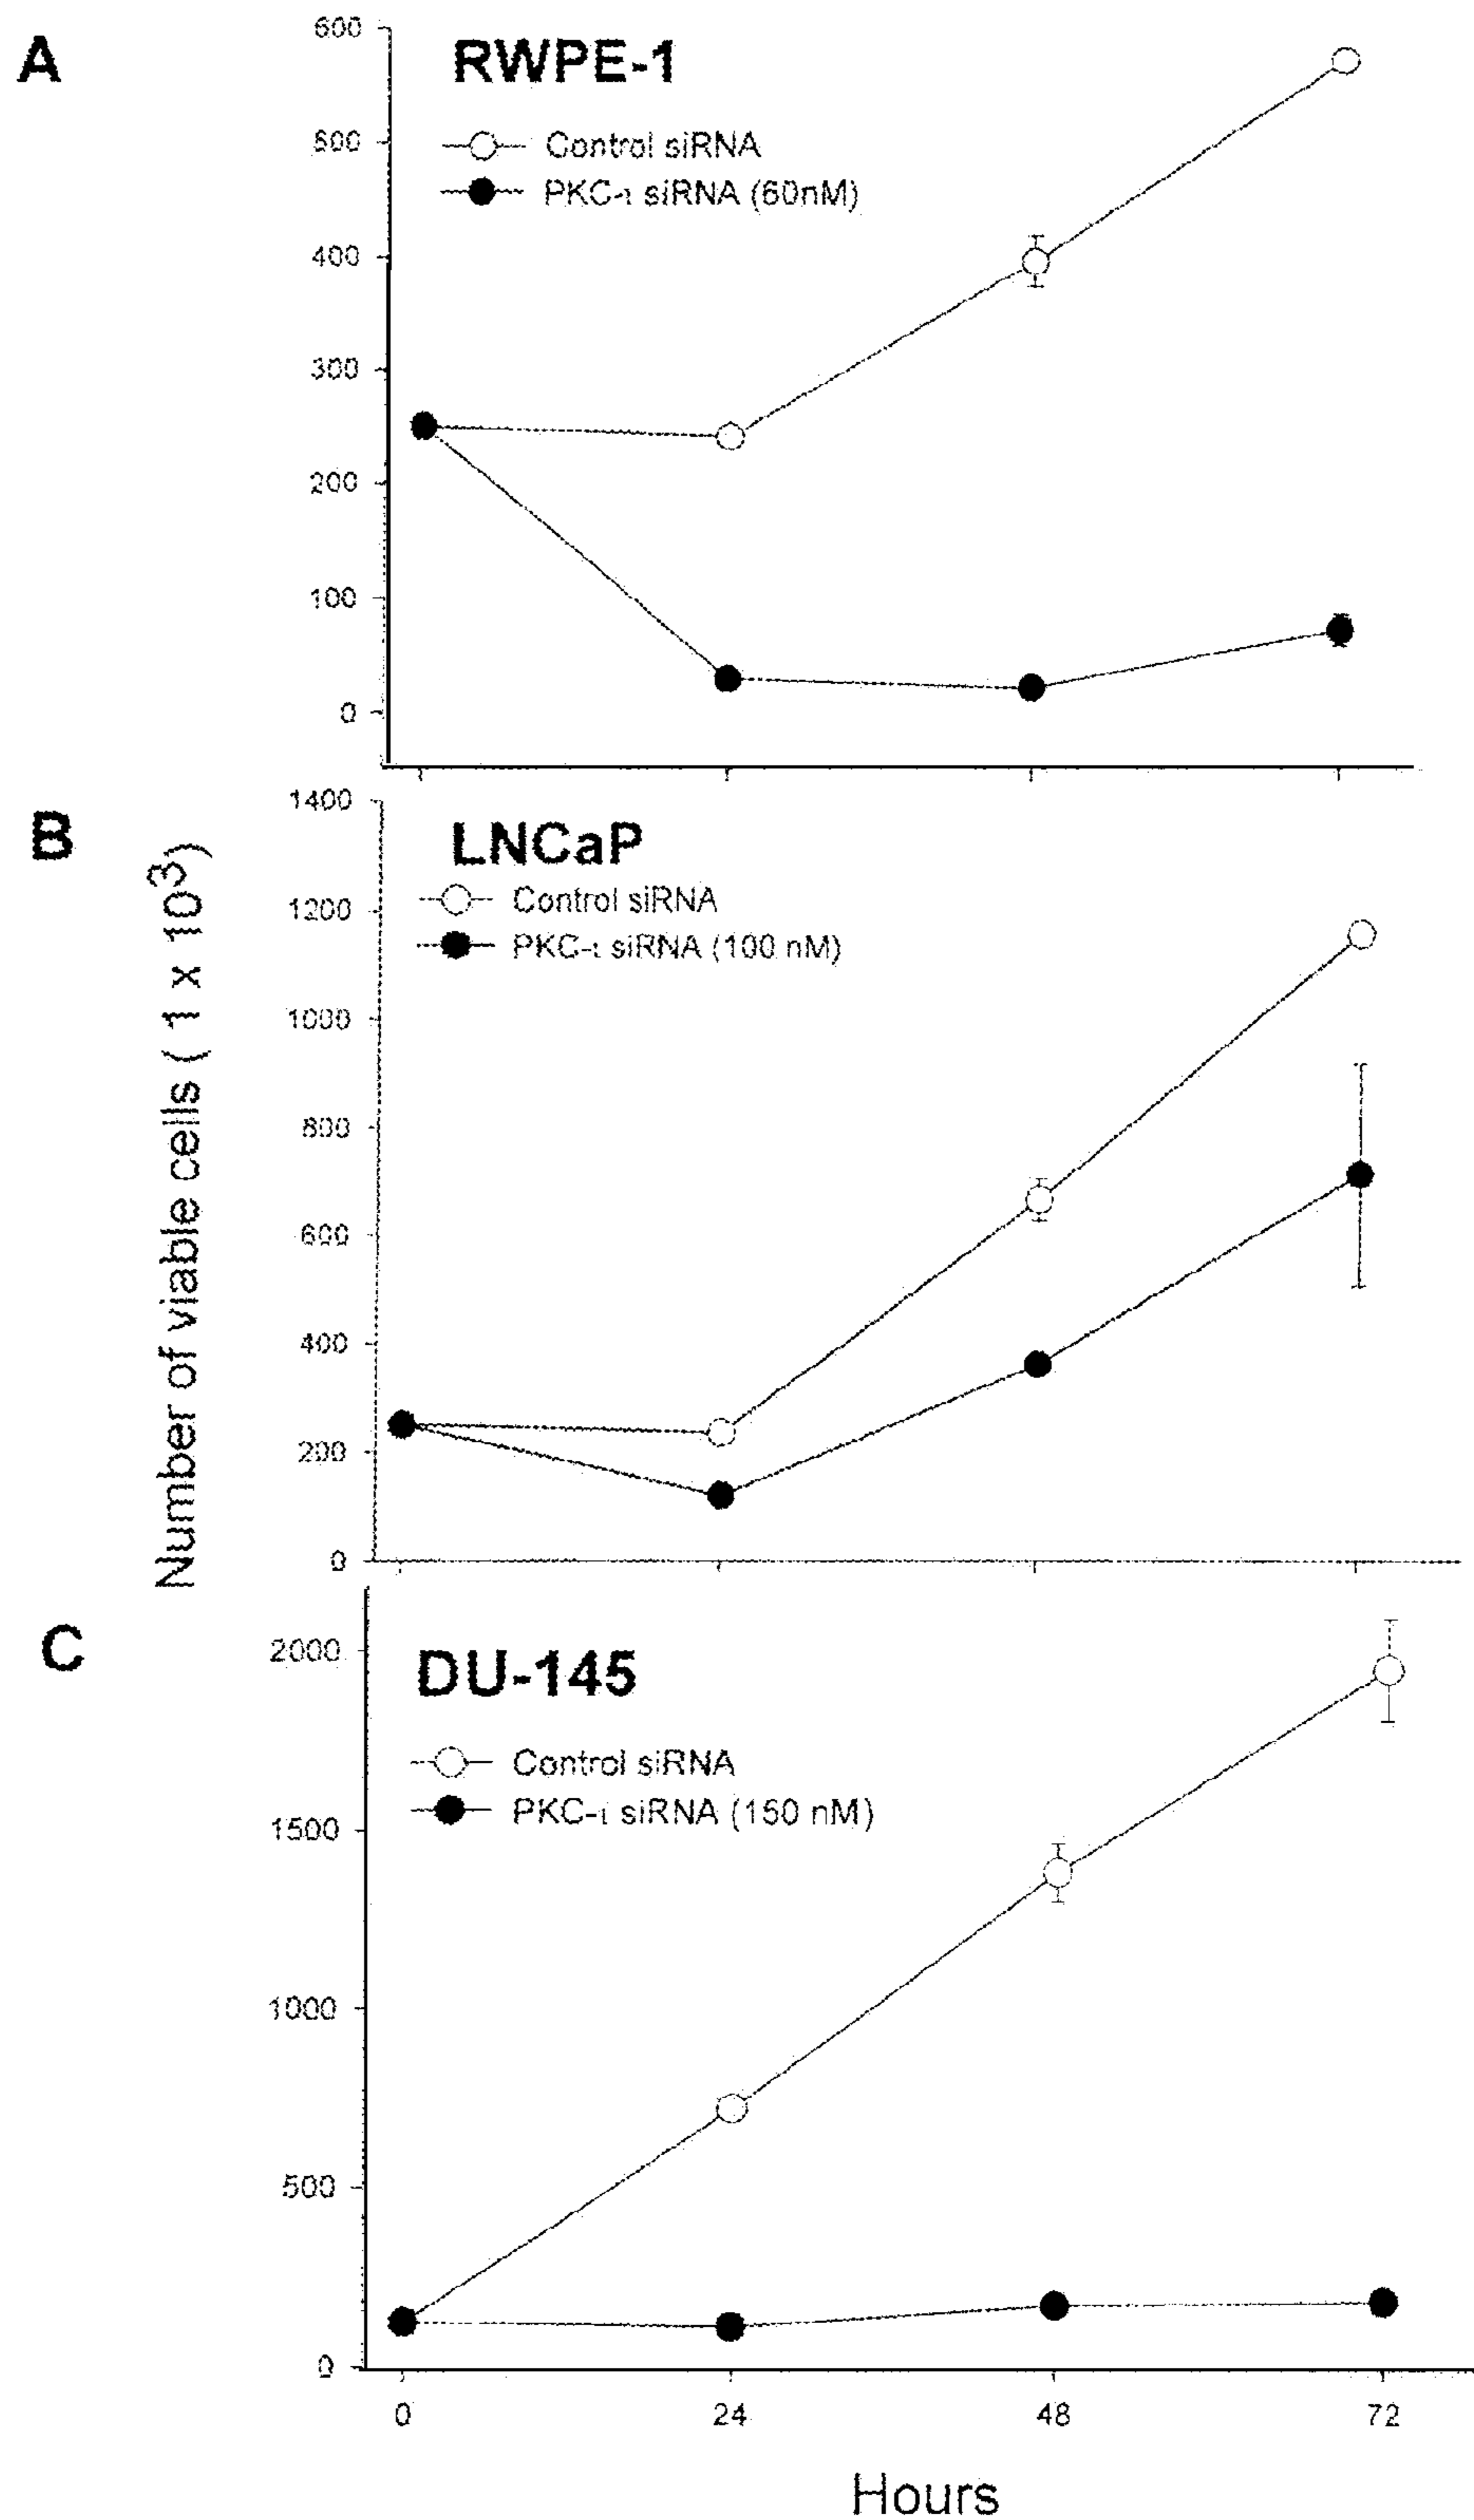 A
RWPE-1
Control siRNA
PKC-ι siRNA (60nM)
600
500
400
300
200
100
0
B
LNCaP
Control siRNA
PKC-ι siRNA (100 nM)
1400
1200
1000
800
600
400
200
0
Number of viable cells ( 1 x 10³)
C
DU-145
Control siRNA
PKC-ι siRNA (150 nM)
2000
1500
1000
500
0
0 24 48 72
Hours